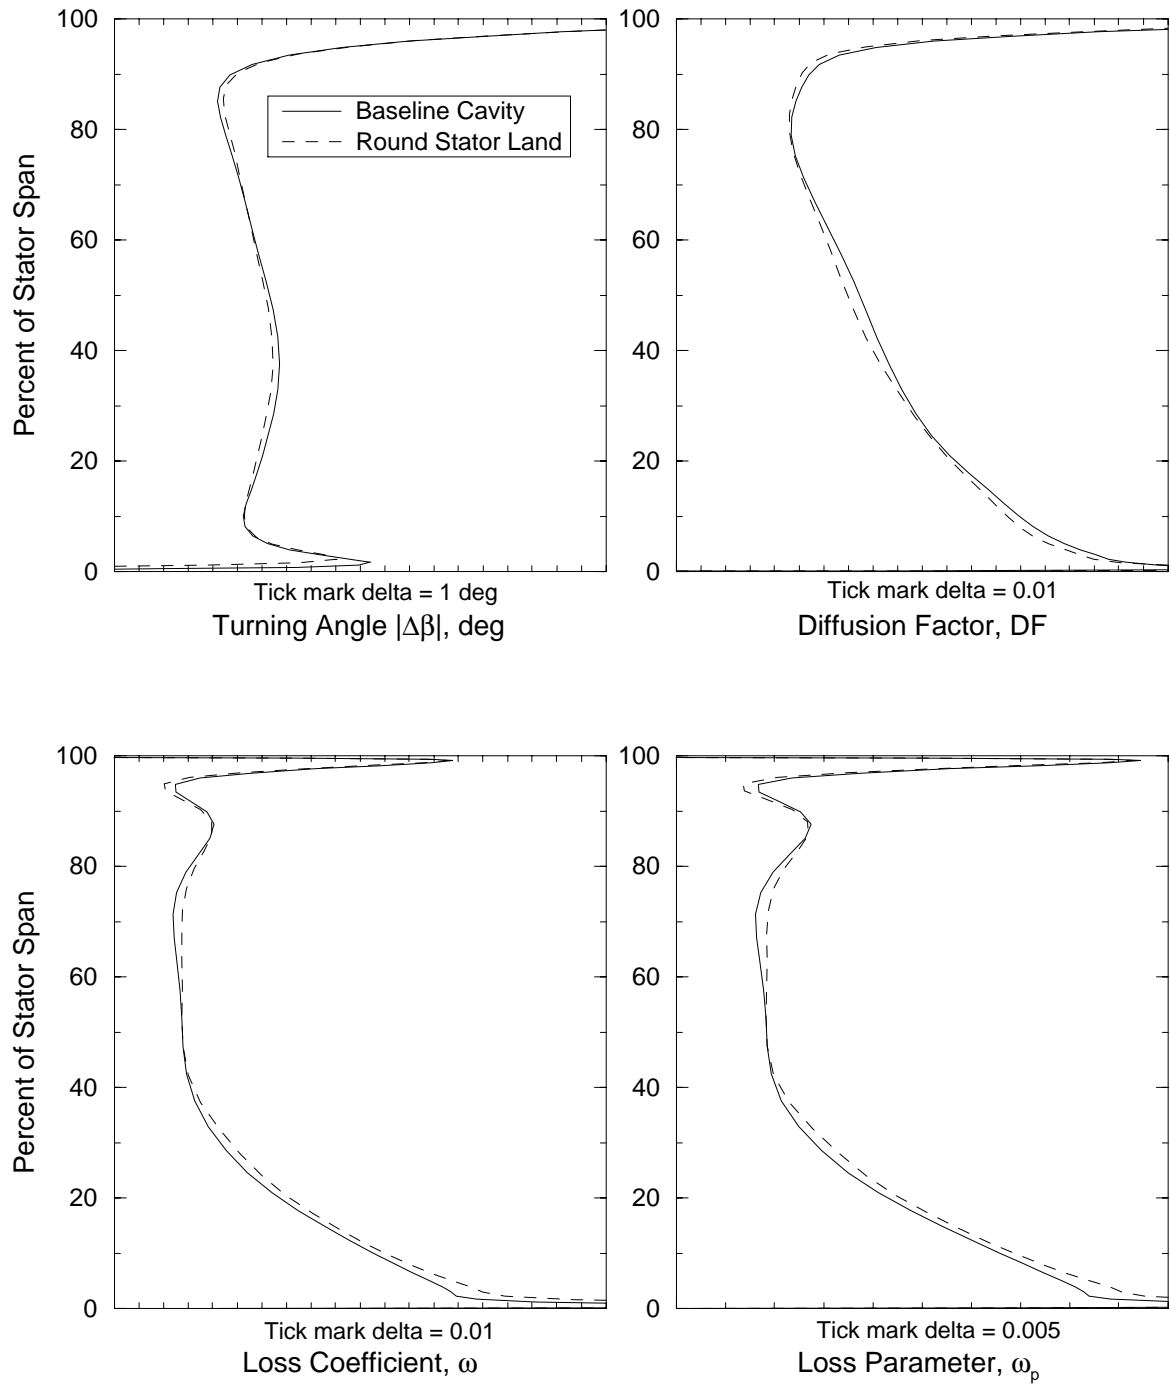 100
80
60
40
20
0
Percent of Stator Span
Baseline Cavity
Round Stator Land
Tick mark delta = 1 deg
Turning Angle |Δβ|, deg
100
80
60
40
20
0
Tick mark delta = 0.01
Diffusion Factor, DF
100
80
60
40
20
0
Percent of Stator Span
Tick mark delta = 0.01
Loss Coefficient, ω
100
80
60
40
20
0
Tick mark delta = 0.005
Loss Parameter, ωp